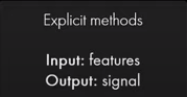 Explicit methods
Input: features
Output: signal